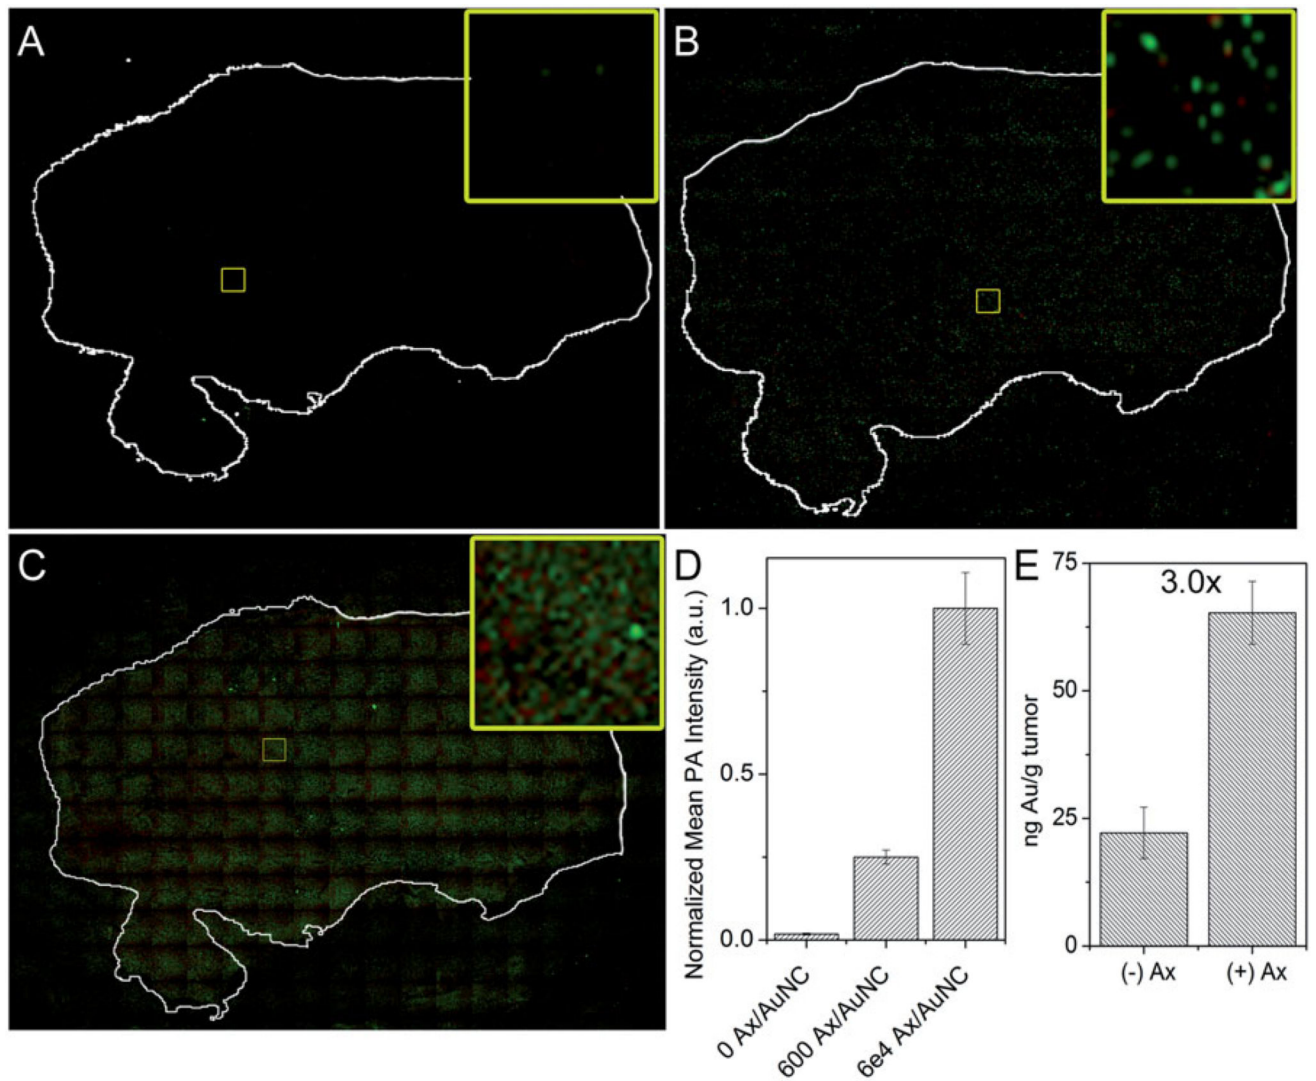 A
B
C
D
Normalized Mean PA Intensity (a.u.)
1.0
0.5
0.0
0 Ax/AuNC
600 Ax/AuNC
6e4 Ax/AuNC
E
3.0x
ng Au/g tumor
75
50
25
0
(-) Ax
(+) Ax